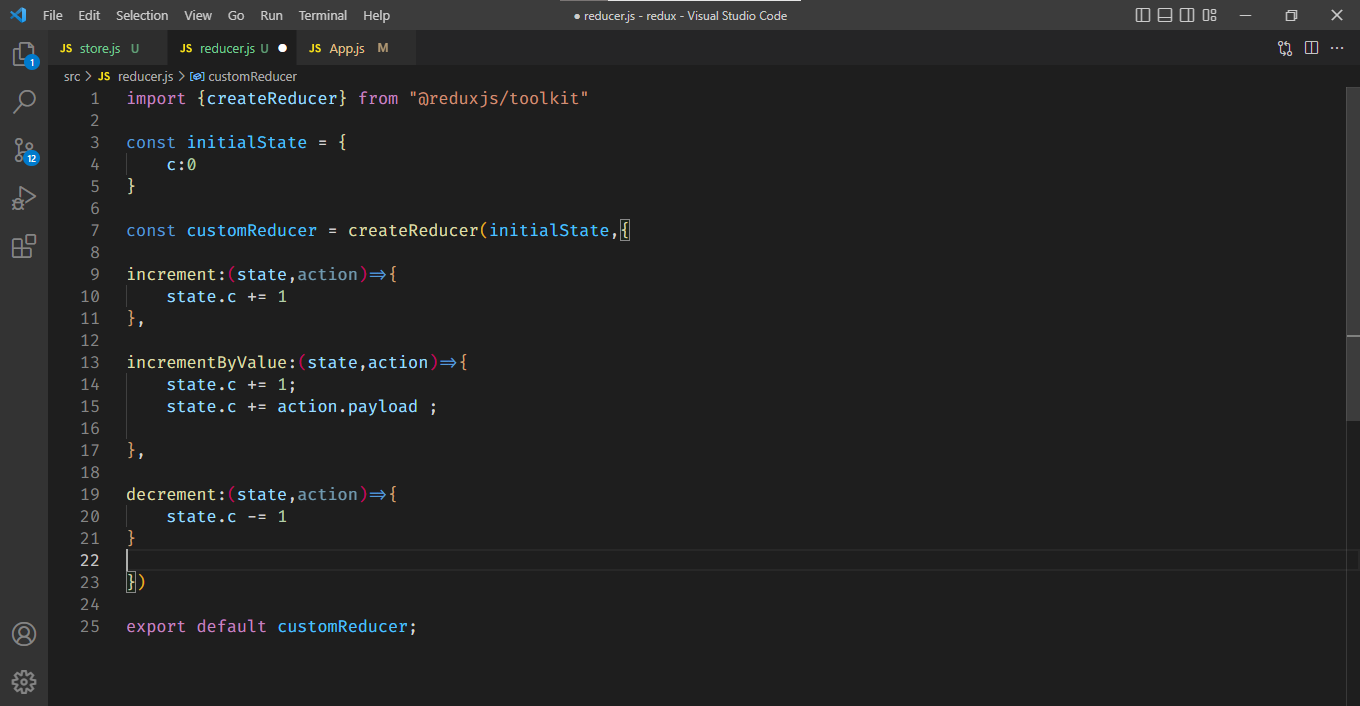 File Edit Selection View Go Run Terminal Help ● reducer.js - redux - Visual Studio Code
JS store.js U JS reducer.js U ● JS App.js M
src > JS reducer.js > customReducer
1 import {createReducer} from "@reduxjs/toolkit"
2
3 const initialState = {
4 c:0
5 }
6
7 const customReducer = createReducer(initialState,{
8
9 increment:(state,action)=>{
10 state.c += 1
11 },
12
13 incrementByValue:(state,action)=>{
14 state.c += 1;
15 state.c += action.payload ;
16
17 },
18
19 decrement:(state,action)=>{
20 state.c -= 1
21 }
22
23 })
24
25 export default customReducer;
1
12